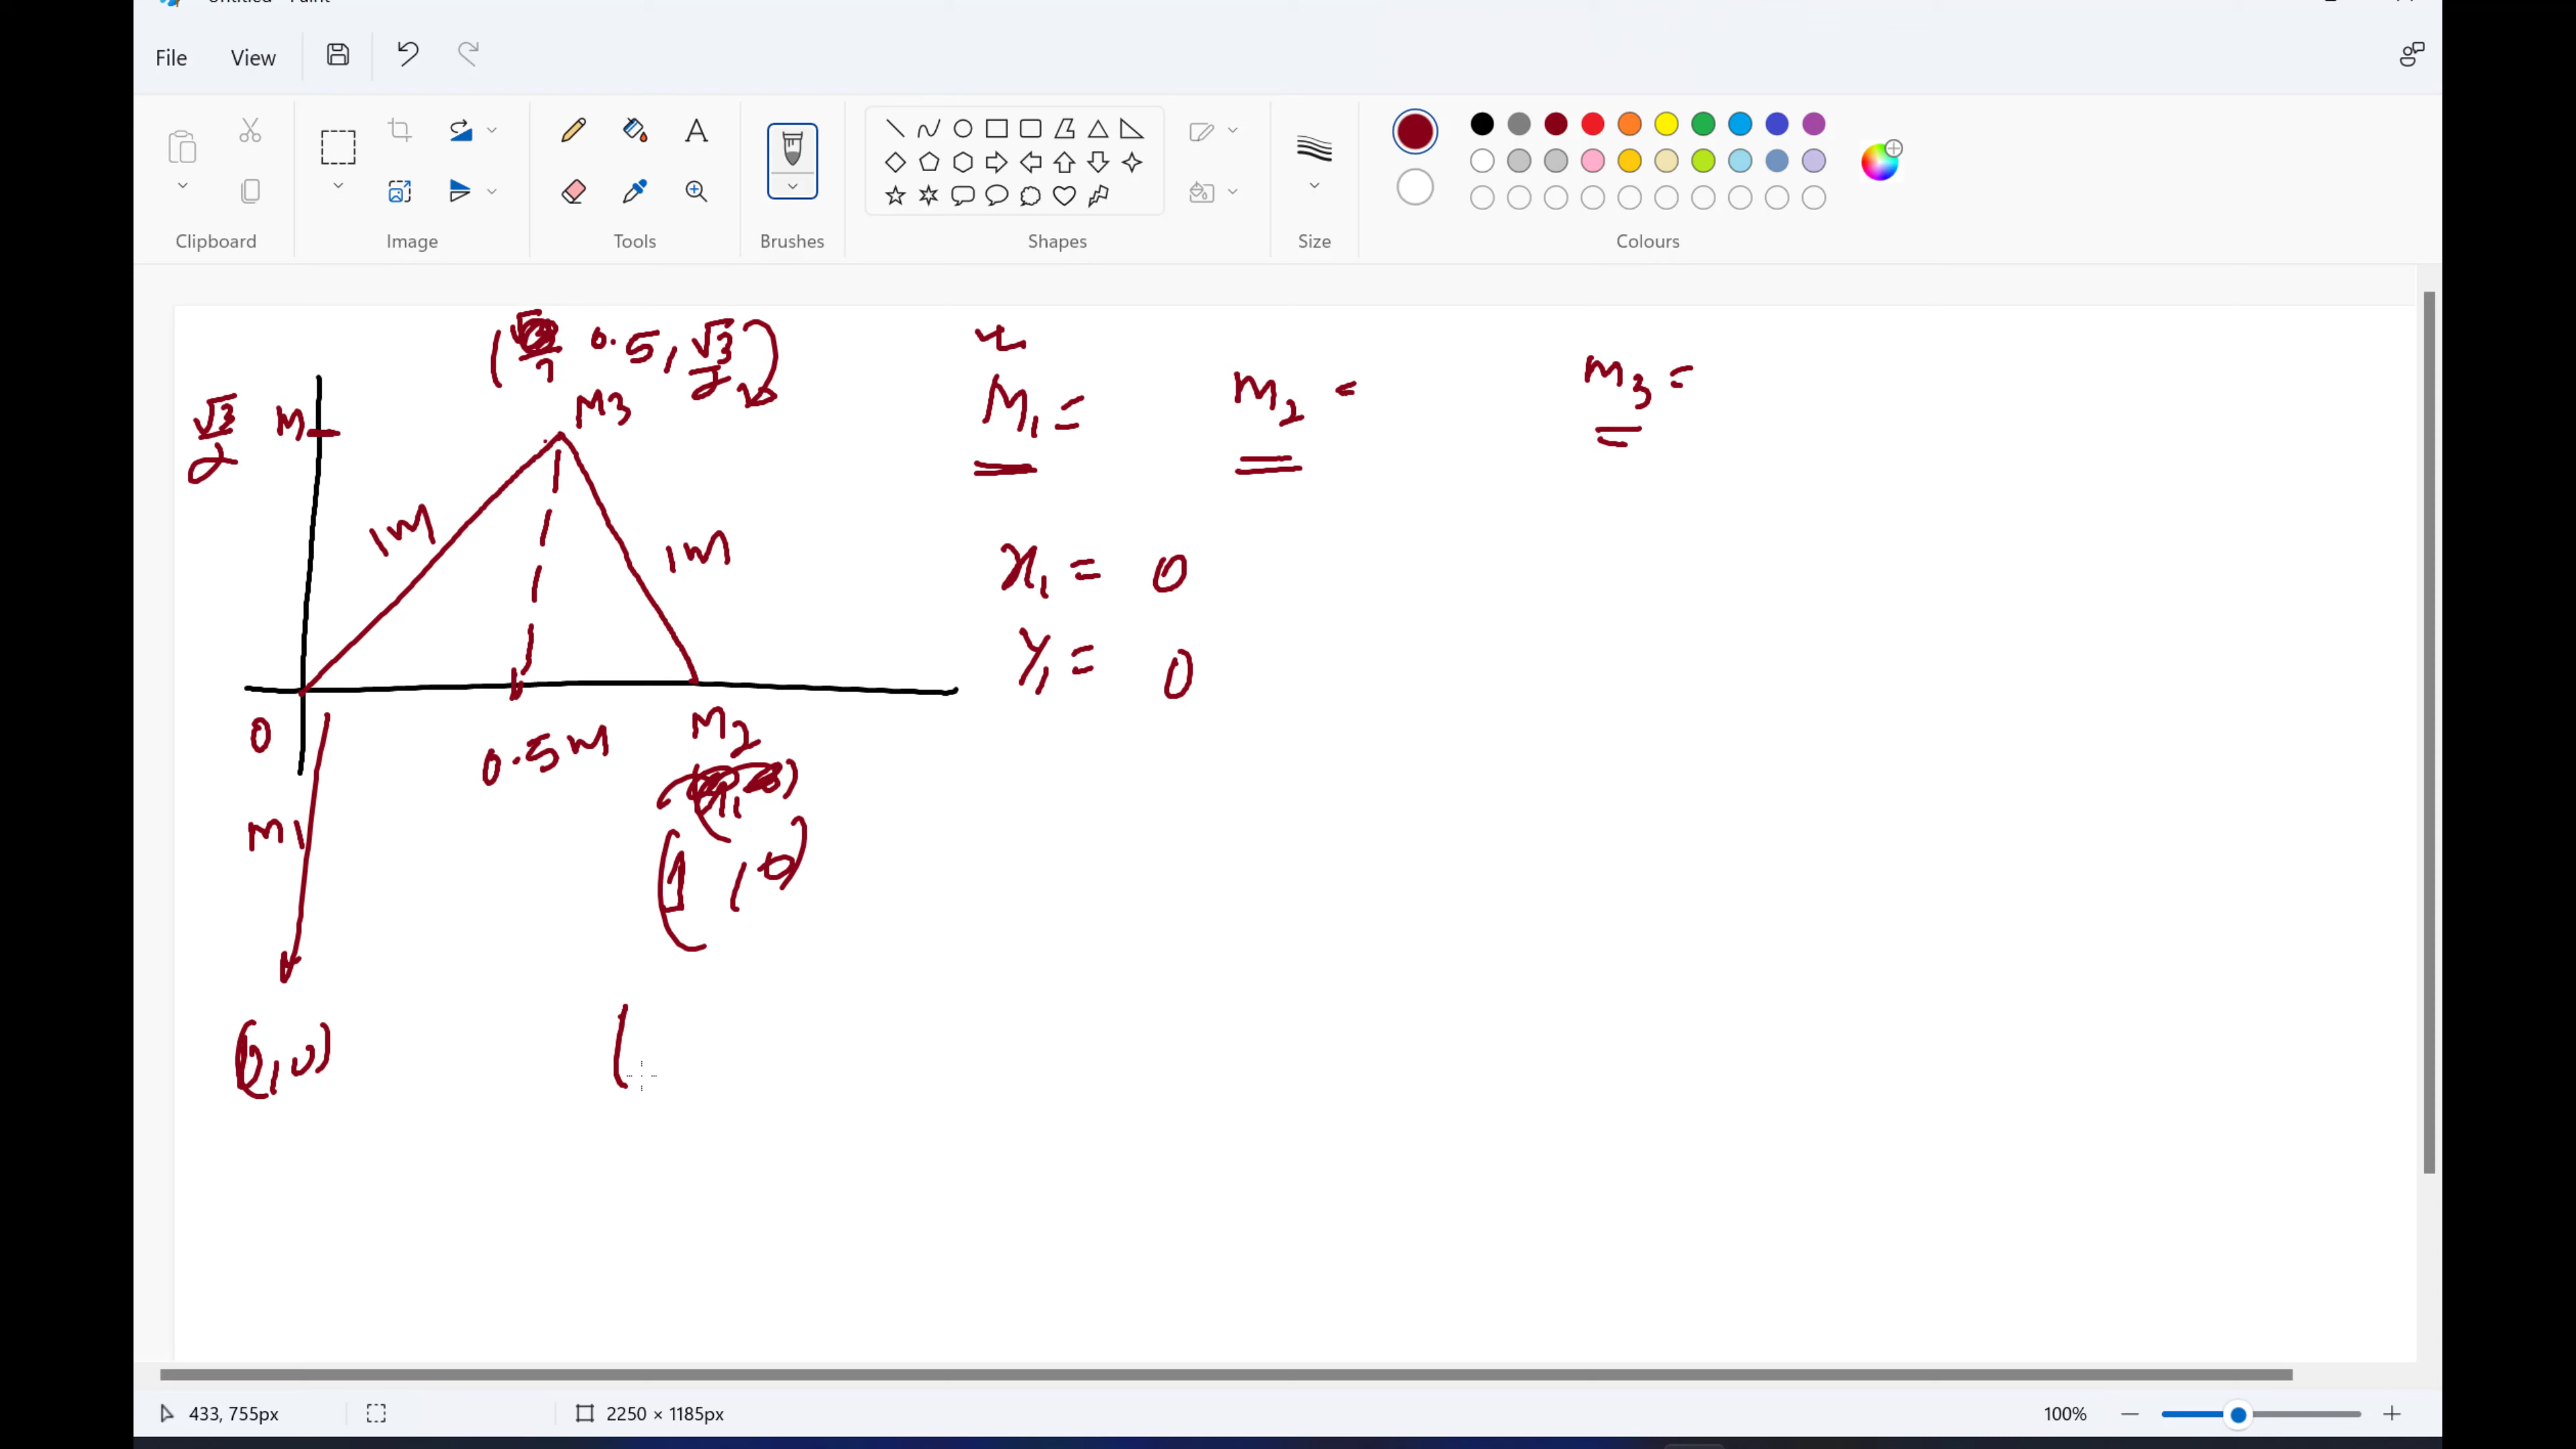 File View
Clipboard Image Tools Brushes Shapes Size Colours
0.5, √3/2)
M3
√3/2 M
1M
1M
0
0.5M
M2
(1, 0)
M1
(0,0)
(
M₁ =
m₂ =
m₃ =
x₁ = 0
y₁ = 0
433, 755px 2250 × 1185px 100%